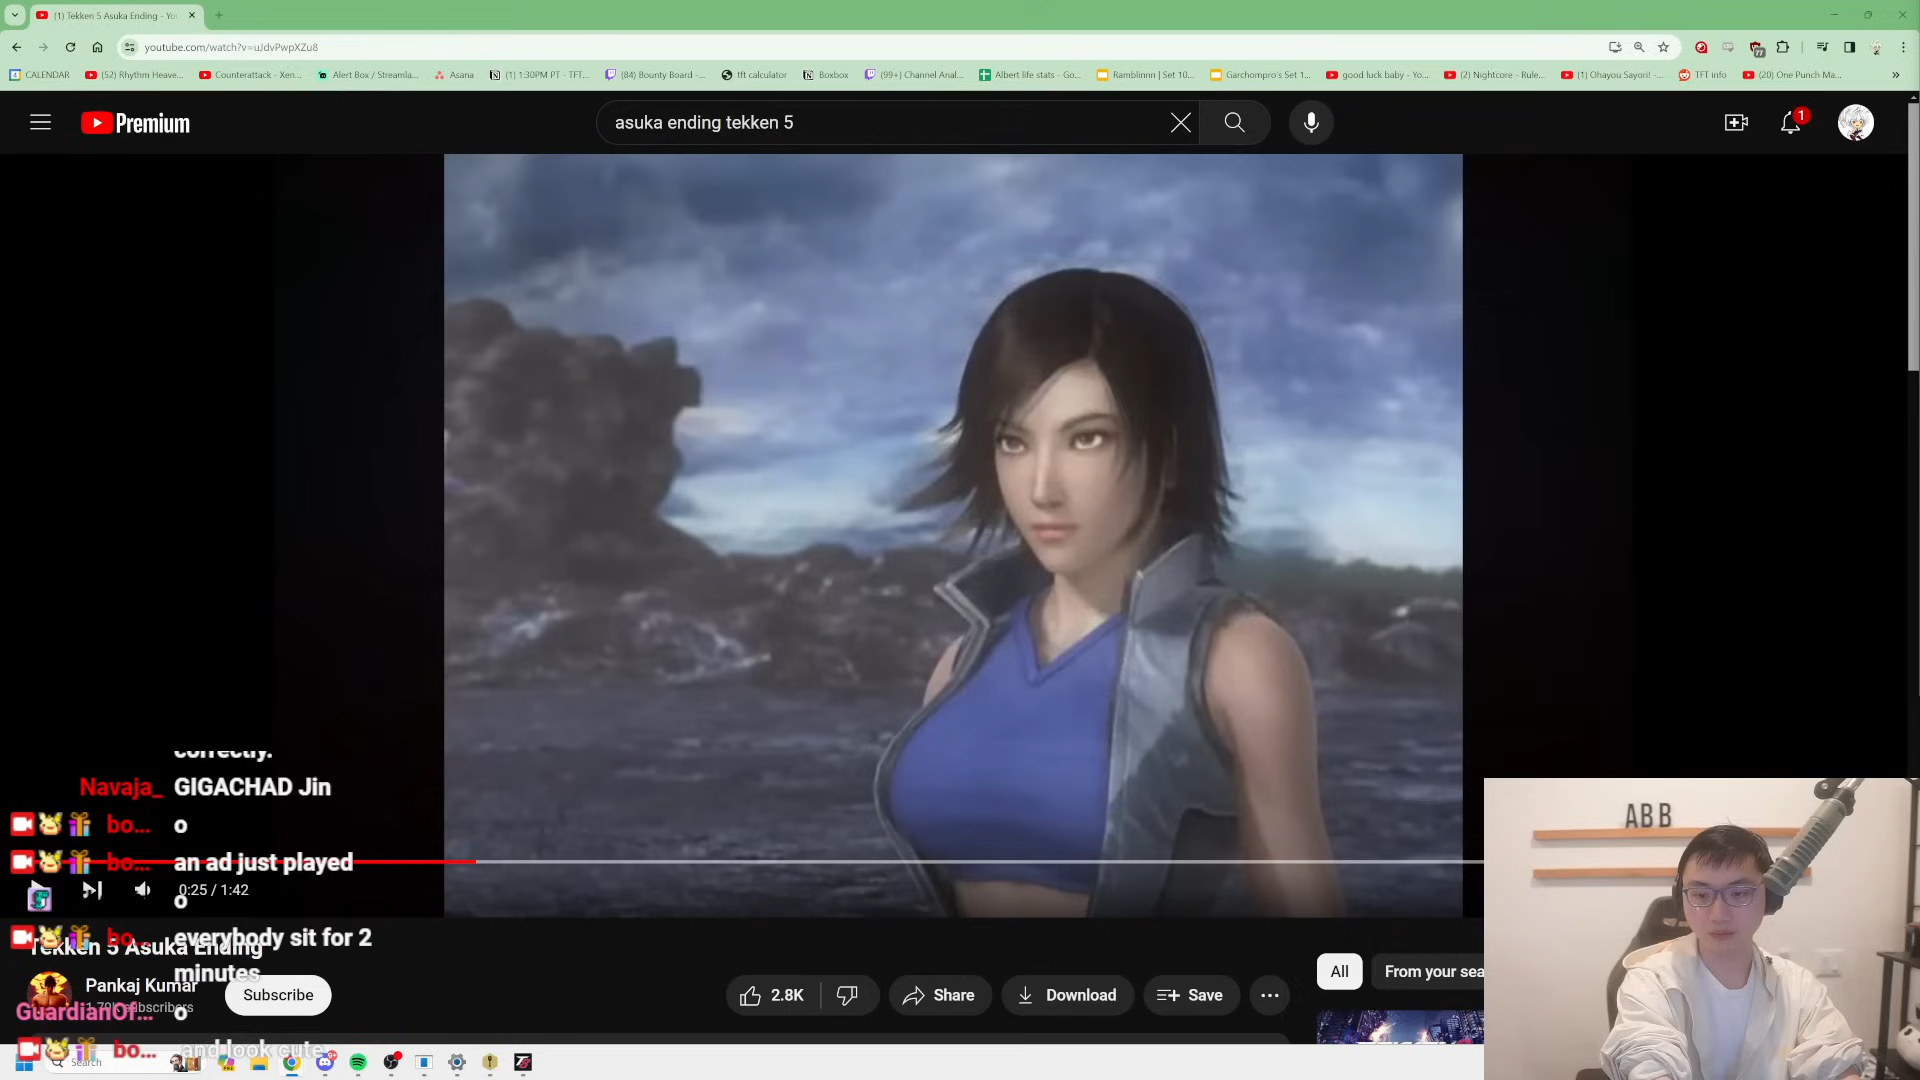 (1) Tekken 5 Asuka Ending - Yo
youtube.com/watch?v=uJdvPwpXZu8
77
CALENDAR
(52) Rhythm Heave...
Counterattack - Xen...
Alert Box / Streamla...
Asana
(1) 1:30PM PT - TFT...
(84) Bounty Board -...
tft calculator
Boxbox
(99+) Channel Anal...
Albert life stats - Go...
Ramblinnn | Set 10...
Garchompro's Set 1...
good luck baby - Yo...
(2) Nightcore - Rule...
(1) Ohayou Sayori! -...
TFT info
(20) One Punch Ma...
Premium
asuka ending tekken 5
1
correctly.
Navaja_ GIGACHAD Jin
bo... o
bo... an ad just played
0:25 / 1:42
o
bo... everybody sit for 2
minutes
Tekken 5 Asuka Ending
Pankaj Kumar
subscribers
Subscribe
2.8K
Share
Download
Save
All
From your sea
GuardianOf... o
bo... and look cute
Search
ABB